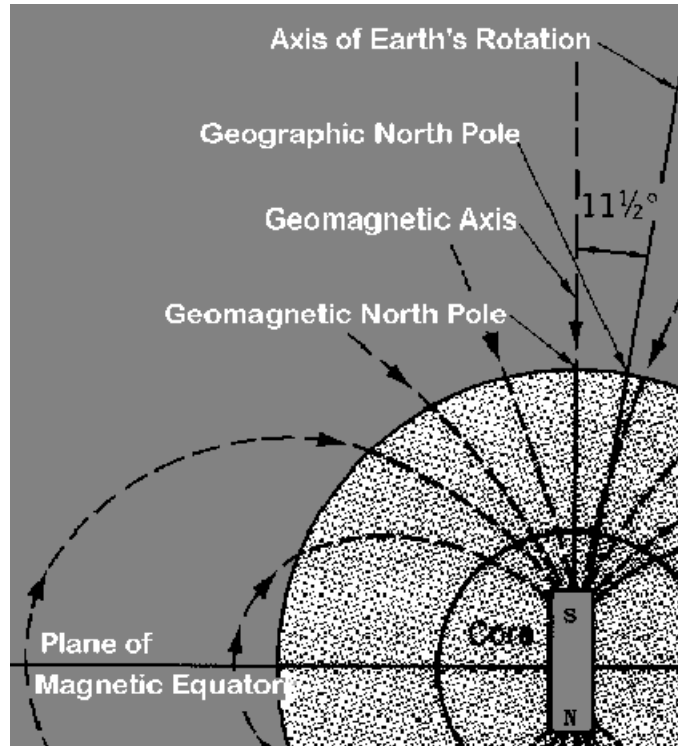 Axis of Earth's Rotation
Geographic North Pole
11½°
Geomagnetic Axis
Geomagnetic North Pole
S
Core
Plane of
Magnetic Equator
N